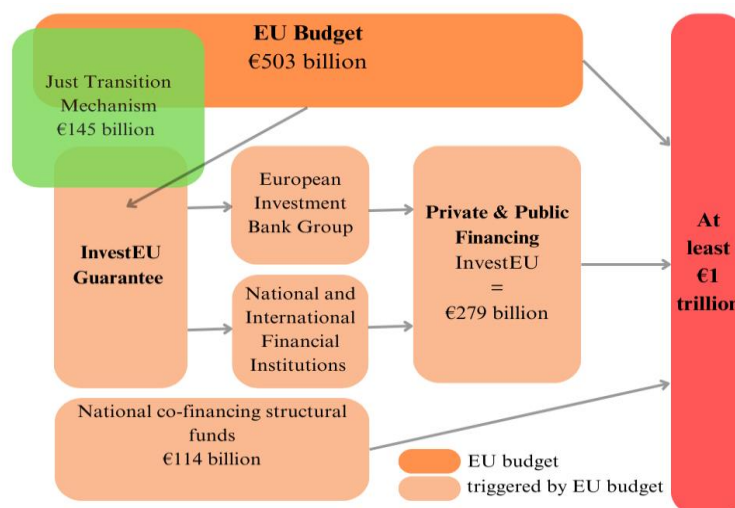 EU Budget
€503 billion
Just Transition
Mechanism
€145 billion
InvestEU
Guarantee
European
Investment
Bank Group
National and
International
Financial
Institutions
Private & Public
Financing
InvestEU
=
€279 billion
At
least
€1
trillion
National co-financing structural
funds
€114 billion
EU budget
triggered by EU budget